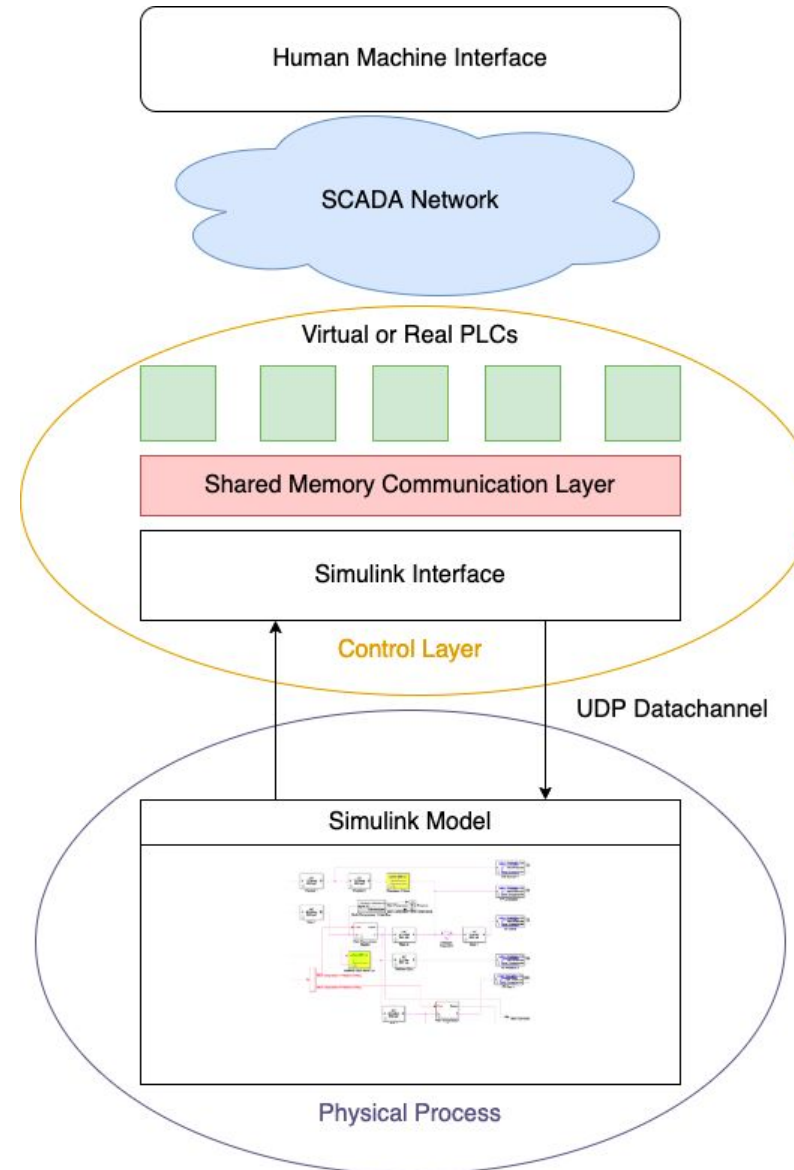 Human Machine Interface
SCADA Network
Virtual or Real PLCs
Shared Memory Communication Layer
Simulink Interface
Control Layer
UDP Datachannel
Simulink Model
Physical Process